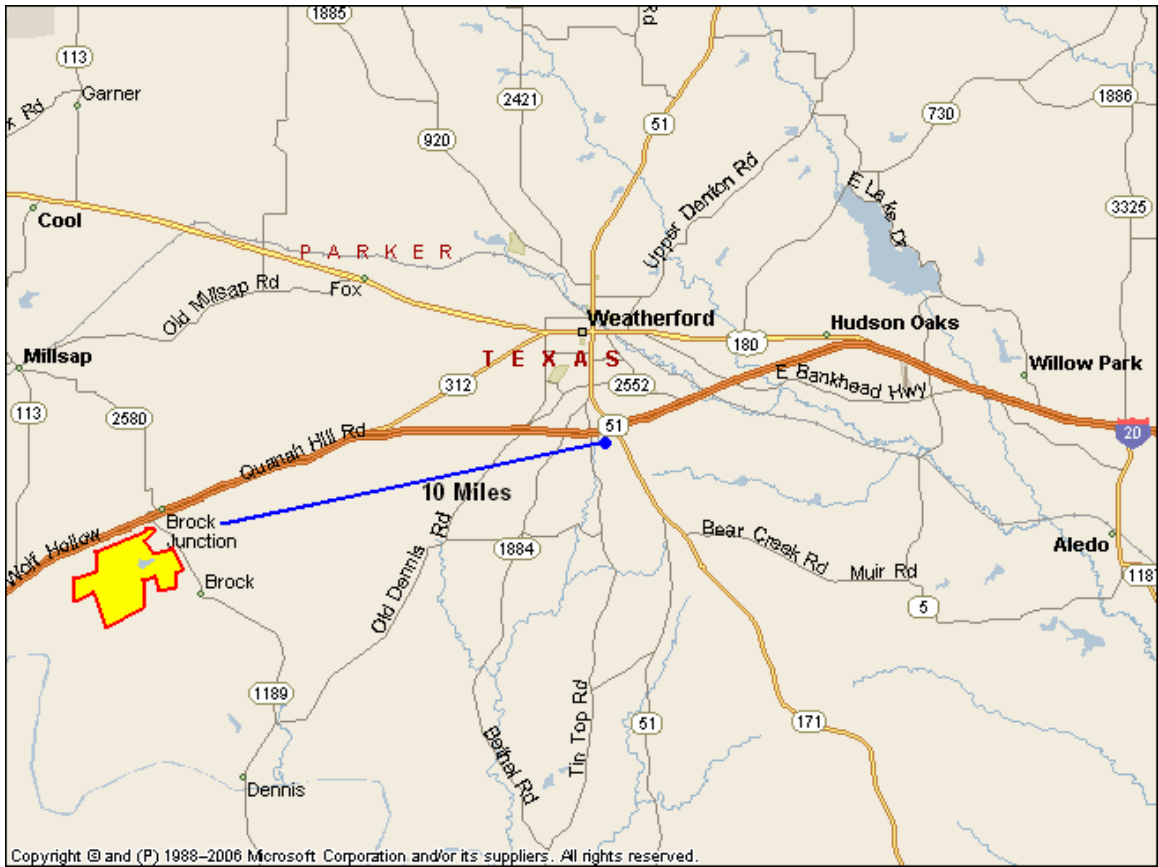 1885
Rd
113
Garner
x Rd
2421
920
51
730
1886
Upper Denton Rd
E Lake Dr
3325
Cool
P A R K E R
Old Millsap Rd
Fox
Weatherford
Hudson Oaks
180
Millsap
T E X A S
Willow Park
312
2552
E Bankhead Hwy
113
2580
51
20
Quanah Hill Rd
10 Miles
Brock
Junction
Wolf Hollow
1884
Bear Creek Rd
Muir Rd
Aledo
Old Dennis Rd
Brock
1187
5
1189
51
171
Tin Top Rd
Bethel Rd
Dennis
Copyright © and (P) 1988–2006 Microsoft Corporation and/or its suppliers. All rights reserved.